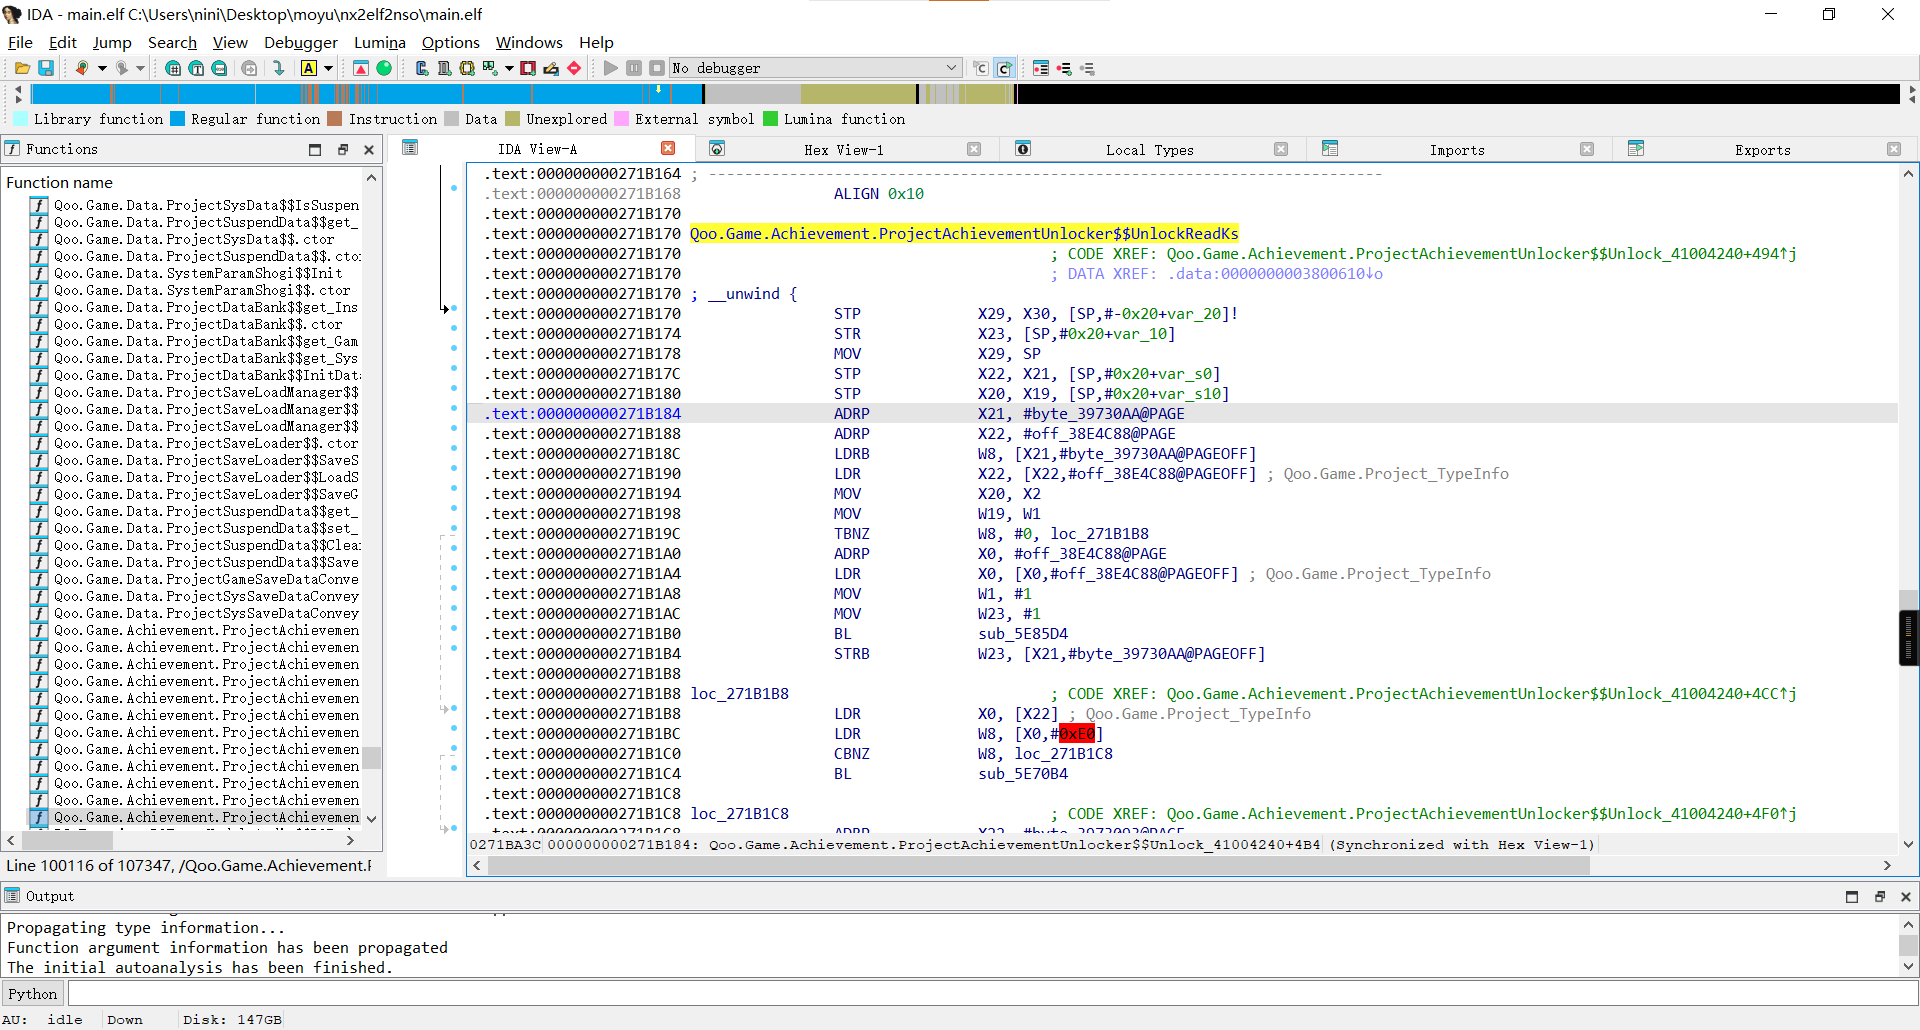 IDA - main.elf C:\Users\nini\Desktop\moyu\nx2elf2nso\main.elf
File Edit Jump Search View Debugger Lumina Options Windows Help
No debugger
Library function Regular function Instruction Data Unexplored External symbol Lumina function
Functions
IDA View-A Hex View-1 Local Types Imports Exports
Function name
Qoo.Game.Data.ProjectSysData$$IsSuspen
Qoo.Game.Data.ProjectSuspendData$$get_
Qoo.Game.Data.ProjectSysData$$.ctor
Qoo.Game.Data.ProjectSuspendData$$.cto
Qoo.Game.Data.SystemParamShogi$$Init
Qoo.Game.Data.SystemParamShogi$$.ctor
Qoo.Game.Data.ProjectDataBank$$get_Ins
Qoo.Game.Data.ProjectDataBank$$.ctor
Qoo.Game.Data.ProjectDataBank$$get_Gam
Qoo.Game.Data.ProjectDataBank$$get_Sys
Qoo.Game.Data.ProjectDataBank$$InitData
Qoo.Game.Data.ProjectSaveLoadManager$$
Qoo.Game.Data.ProjectSaveLoadManager$$
Qoo.Game.Data.ProjectSaveLoadManager$$
Qoo.Game.Data.ProjectSaveLoader$$.ctor
Qoo.Game.Data.ProjectSaveLoader$$SaveS
Qoo.Game.Data.ProjectSaveLoader$$LoadS
Qoo.Game.Data.ProjectSaveLoader$$SaveG
Qoo.Game.Data.ProjectSuspendData$$get_
Qoo.Game.Data.ProjectSuspendData$$set_
Qoo.Game.Data.ProjectSuspendData$$Clea
Qoo.Game.Data.ProjectSuspendData$$Save
Qoo.Game.Data.ProjectGameSaveDataConve
Qoo.Game.Data.ProjectSysSaveDataConvey
Qoo.Game.Data.ProjectSysSaveDataConvey
Qoo.Game.Achievement.ProjectAchievemen
Qoo.Game.Achievement.ProjectAchievemen
Qoo.Game.Achievement.ProjectAchievemen
Qoo.Game.Achievement.ProjectAchievemen
Qoo.Game.Achievement.ProjectAchievemen
Qoo.Game.Achievement.ProjectAchievemen
Qoo.Game.Achievement.ProjectAchievemen
Qoo.Game.Achievement.ProjectAchievemen
Qoo.Game.Achievement.ProjectAchievemen
Qoo.Game.Achievement.ProjectAchievemen
Qoo.Game.Achievement.ProjectAchievemen
Qoo.Game.Achievement.ProjectAchievemen
Line 100116 of 107347, /Qoo.Game.Achievement.F
.text:000000000271B164 ; ---------------------------------------------------------------------------
.text:000000000271B168 ALIGN 0x10
.text:000000000271B170
.text:000000000271B170 Qoo.Game.Achievement.ProjectAchievementUnlocker$$UnlockReadKs
.text:000000000271B170 ; CODE XREF: Qoo.Game.Achievement.ProjectAchievementUnlocker$$Unlock_41004240+494↑j
.text:000000000271B170 ; DATA XREF: .data:0000000003800610↓o
.text:000000000271B170 ; __unwind {
.text:000000000271B170 STP X29, X30, [SP,#-0x20+var_20]!
.text:000000000271B174 STR X23, [SP,#0x20+var_10]
.text:000000000271B178 MOV X29, SP
.text:000000000271B17C STP X22, X21, [SP,#0x20+var_s0]
.text:000000000271B180 STP X20, X19, [SP,#0x20+var_s10]
.text:000000000271B184 ADRP X21, #byte_39730AA@PAGE
.text:000000000271B188 ADRP X22, #off_38E4C88@PAGE
.text:000000000271B18C LDRB W8, [X21,#byte_39730AA@PAGEOFF]
.text:000000000271B190 LDR X22, [X22,#off_38E4C88@PAGEOFF] ; Qoo.Game.Project_TypeInfo
.text:000000000271B194 MOV X20, X2
.text:000000000271B198 MOV W19, W1
.text:000000000271B19C TBNZ W8, #0, loc_271B1B8
.text:000000000271B1A0 ADRP X0, #off_38E4C88@PAGE
.text:000000000271B1A4 LDR X0, [X0,#off_38E4C88@PAGEOFF] ; Qoo.Game.Project_TypeInfo
.text:000000000271B1A8 MOV W1, #1
.text:000000000271B1AC MOV W23, #1
.text:000000000271B1B0 BL sub_5E85D4
.text:000000000271B1B4 STRB W23, [X21,#byte_39730AA@PAGEOFF]
.text:000000000271B1B8
.text:000000000271B1B8 loc_271B1B8 ; CODE XREF: Qoo.Game.Achievement.ProjectAchievementUnlocker$$Unlock_41004240+4CC↑j
.text:000000000271B1B8 LDR X0, [X22] ; Qoo.Game.Project_TypeInfo
.text:000000000271B1BC LDR W8, [X0,#0xE0]
.text:000000000271B1C0 CBNZ W8, loc_271B1C8
.text:000000000271B1C4 BL sub_5E70B4
.text:000000000271B1C8
.text:000000000271B1C8 loc_271B1C8 ; CODE XREF: Qoo.Game.Achievement.ProjectAchievementUnlocker$$Unlock_41004240+4F0↑j
0271BA3C 000000000271B184: Qoo.Game.Achievement.ProjectAchievementUnlocker$$Unlock_41004240+4B4 (Synchronized with Hex View-1)
Output
Propagating type information...
Function argument information has been propagated
The initial autoanalysis has been finished.
Python
AU: idle Down Disk: 147GB